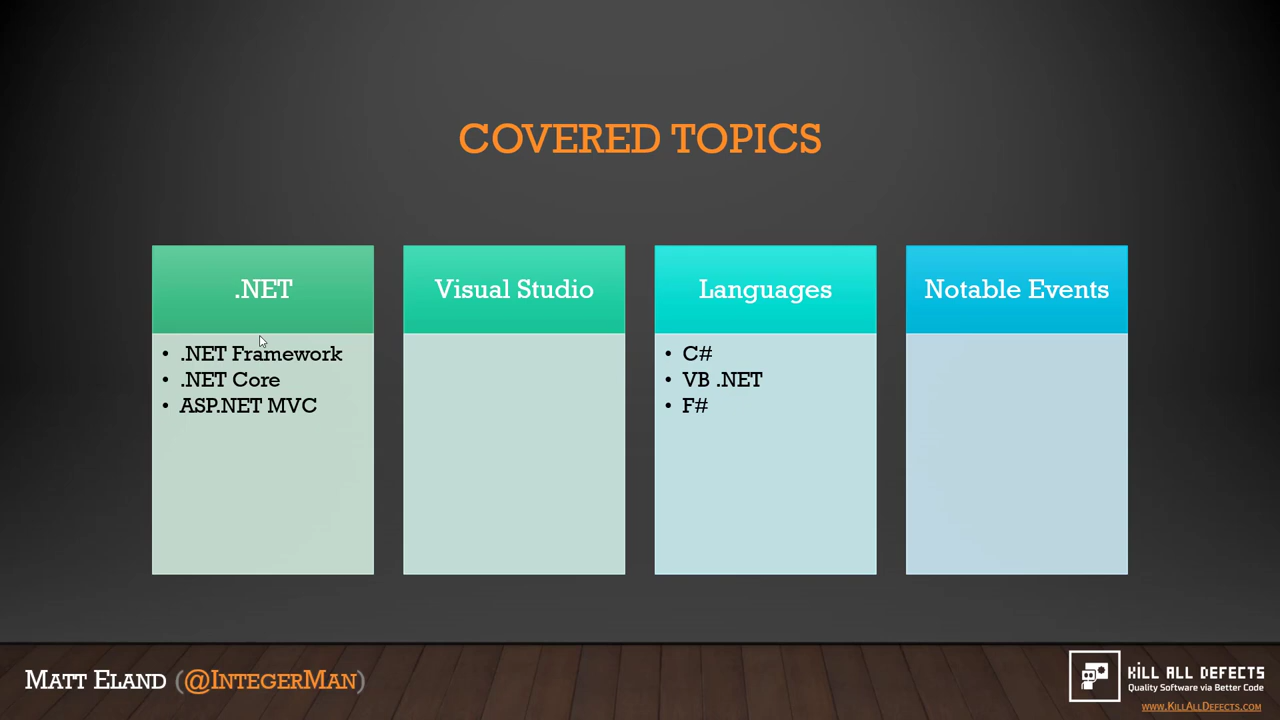 COVERED TOPICS
.NET
• .NET Framework
• .NET Core
• ASP.NET MVC
Visual Studio
Languages
• C#
• VB .NET
• F#
Notable Events
MATT ELAND (@INTEGERMAN)
KILL ALL DEFECTS
Quality Software via Better Code
WWW.KILLALLDEFECTS.COM